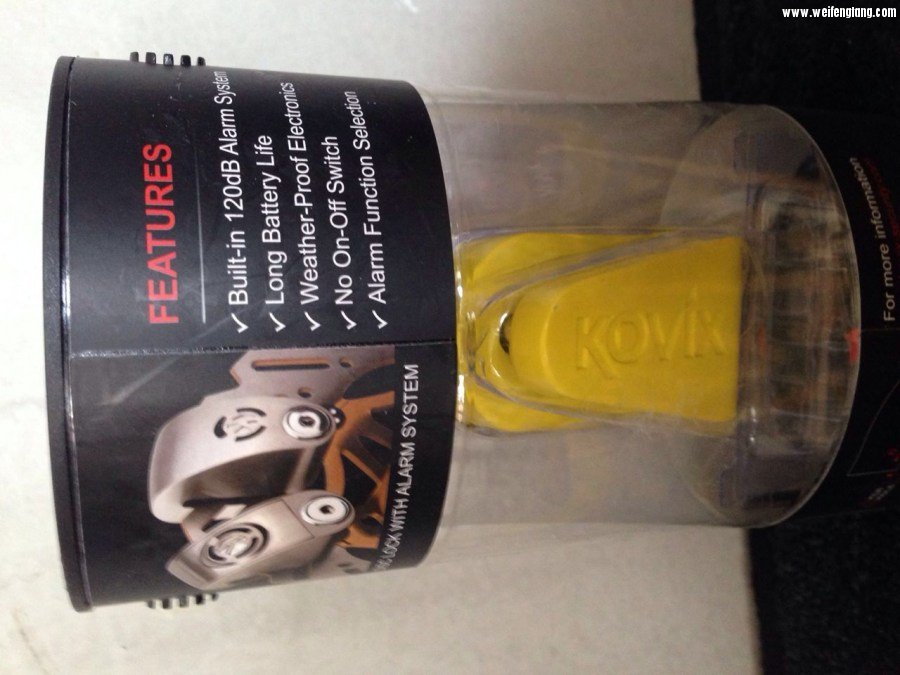 www.weifengtang.com
FEATURES
✓ Built-in 120dB Alarm System
✓ Long Battery Life
✓ Weather-Proof Electronics
✓ No On-Off Switch
✓ Alarm Function Selection
LOCK WITH ALARM SYSTEM
KOVIX
For more information